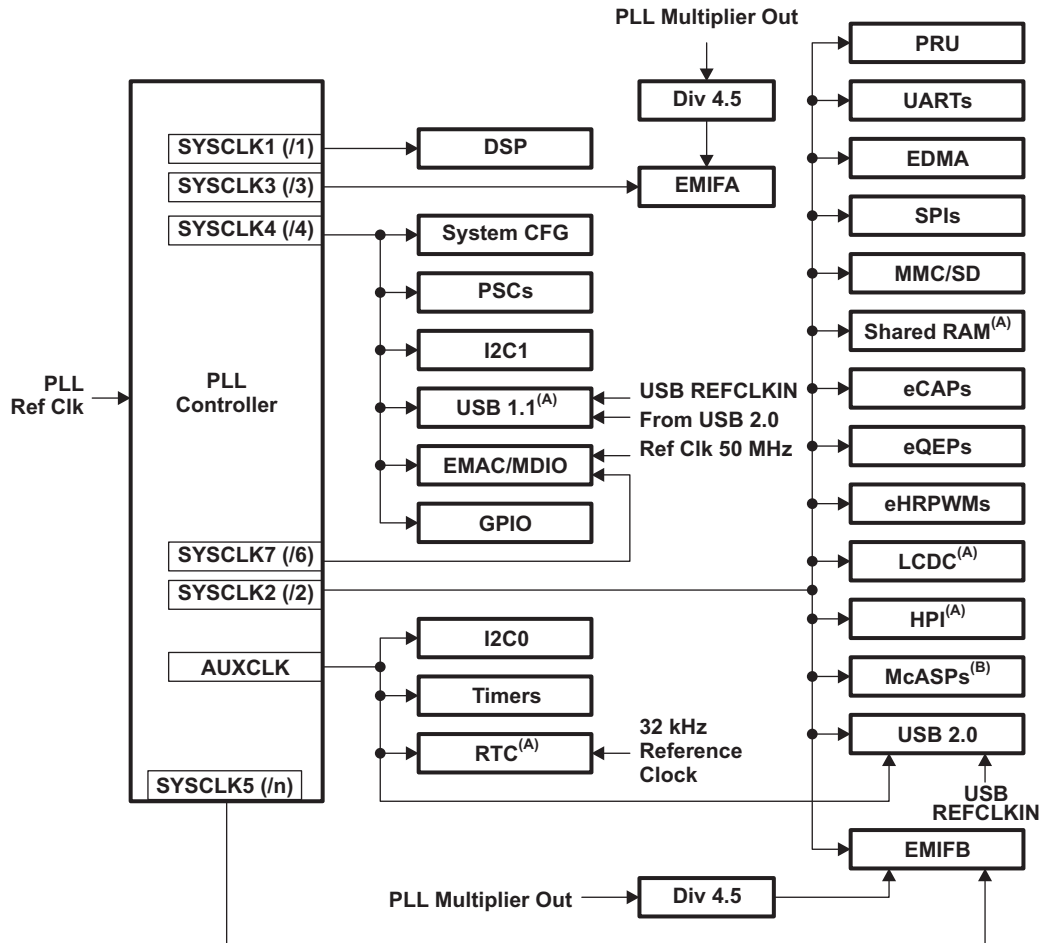 PLL Multiplier Out
Div 4.5
EMIFA
PLL
Ref Clk
PLL
Controller
SYSCLK1 (/1)
SYSCLK3 (/3)
SYSCLK4 (/4)
SYSCLK7 (/6)
SYSCLK2 (/2)
AUXCLK
SYSCLK5 (/n)
DSP
System CFG
PSCs
I2C1
USB 1.1(A)
EMAC/MDIO
GPIO
USB REFCLKIN
From USB 2.0
Ref Clk 50 MHz
I2C0
Timers
RTC(A)
32 kHz
Reference
Clock
PRU
UARTs
EDMA
SPIs
MMC/SD
Shared RAM(A)
eCAPs
eQEPs
eHRPWMs
LCDC(A)
HPI(A)
McASPs(B)
USB 2.0
USB
REFCLKIN
EMIFB
PLL Multiplier Out
Div 4.5